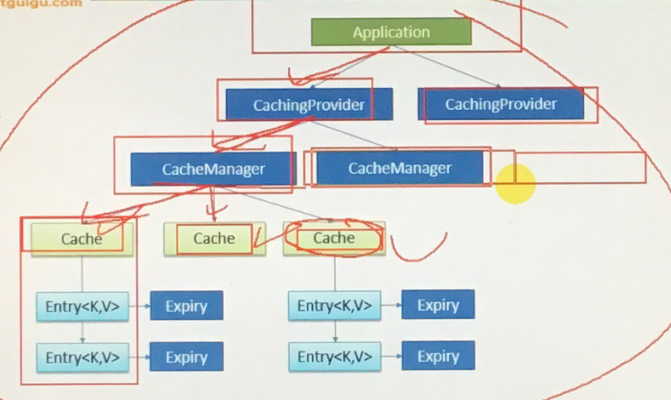 tguigu.com
Application
CachingProvider
CachingProvider
CacheManager
CacheManager
Cache
Cache
Cache
Entry<K,V>
Expiry
Entry<K,V>
Expiry
Entry<K,V>
Expiry
Entry<K,V>
Expiry